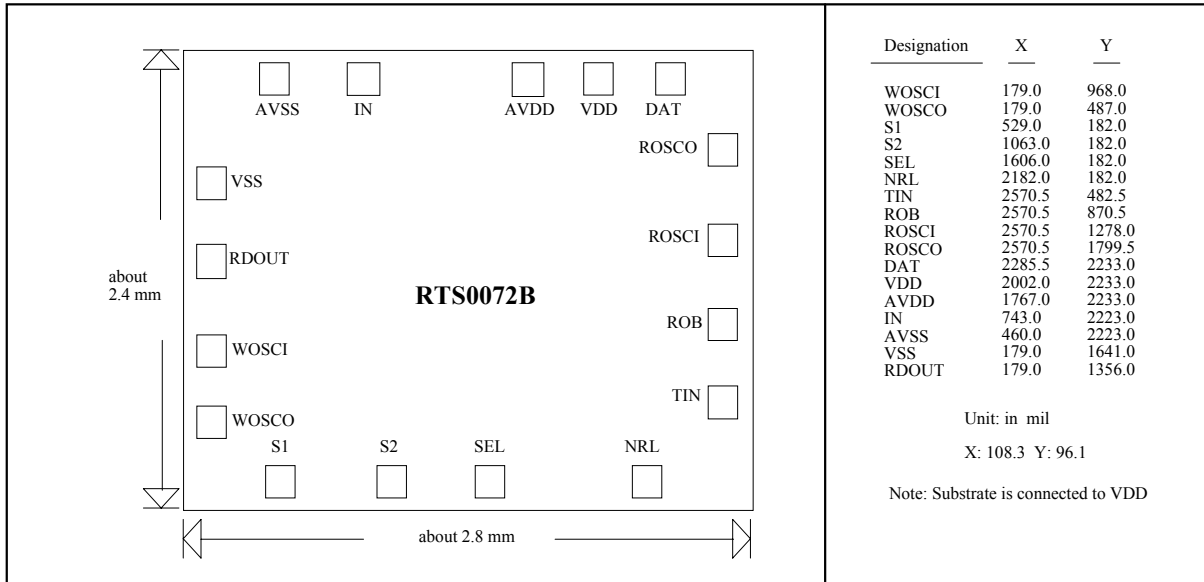 AVSS IN AVDD VDD DAT
ROSCO
VSS
ROSCI
RDOUT
about
2.4 mm
RTS0072B
ROB
WOSCI
TIN
WOSCO
S1 S2 SEL NRL
about 2.8 mm
Designation X Y
WOSCI 179.0 968.0
WOSCO 179.0 487.0
S1 529.0 182.0
S2 1063.0 182.0
SEL 1606.0 182.0
NRL 2182.0 182.0
TIN 2570.5 482.5
ROB 2570.5 870.5
ROSCI 2570.5 1278.0
ROSCO 2570.5 1799.5
DAT 2285.5 2233.0
VDD 2002.0 2233.0
AVDD 1767.0 2233.0
IN 743.0 2223.0
AVSS 460.0 2223.0
VSS 179.0 1641.0
RDOUT 179.0 1356.0
Unit: in mil
X: 108.3 Y: 96.1
Note: Substrate is connected to VDD